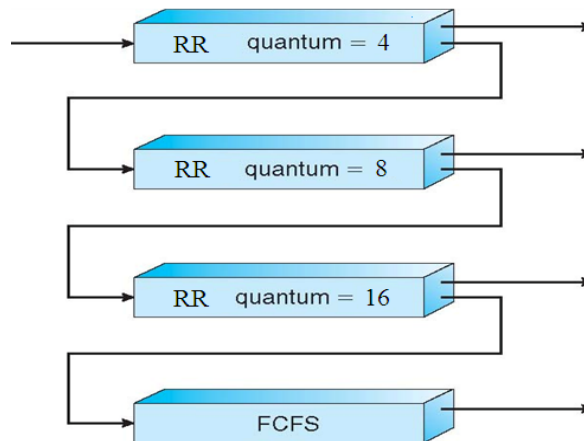 RR quantum = 4
RR quantum = 8
RR quantum = 16
FCFS